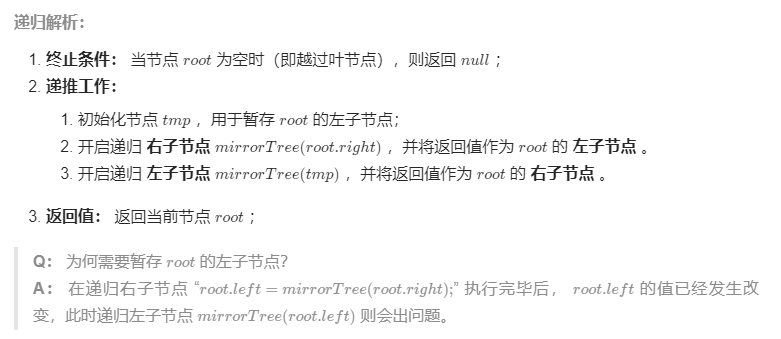 递归解析：
1. 终止条件： 当节点 root 为空时（即越过叶节点），则返回 null ；
2. 递推工作：
1. 初始化节点 tmp ，用于暂存 root 的左子节点；
2. 开启递归 右子节点 mirrorTree(root.right) ，并将返回值作为 root 的 左子节点 。
3. 开启递归 左子节点 mirrorTree(tmp) ，并将返回值作为 root 的 右子节点 。
3. 返回值： 返回当前节点 root ；
Q： 为何需要暂存 root 的左子节点？
A： 在递归右子节点 “root.left = mirrorTree(root.right);” 执行完毕后， root.left 的值已经发生改
变，此时递归左子节点 mirrorTree(root.left) 则会出问题。